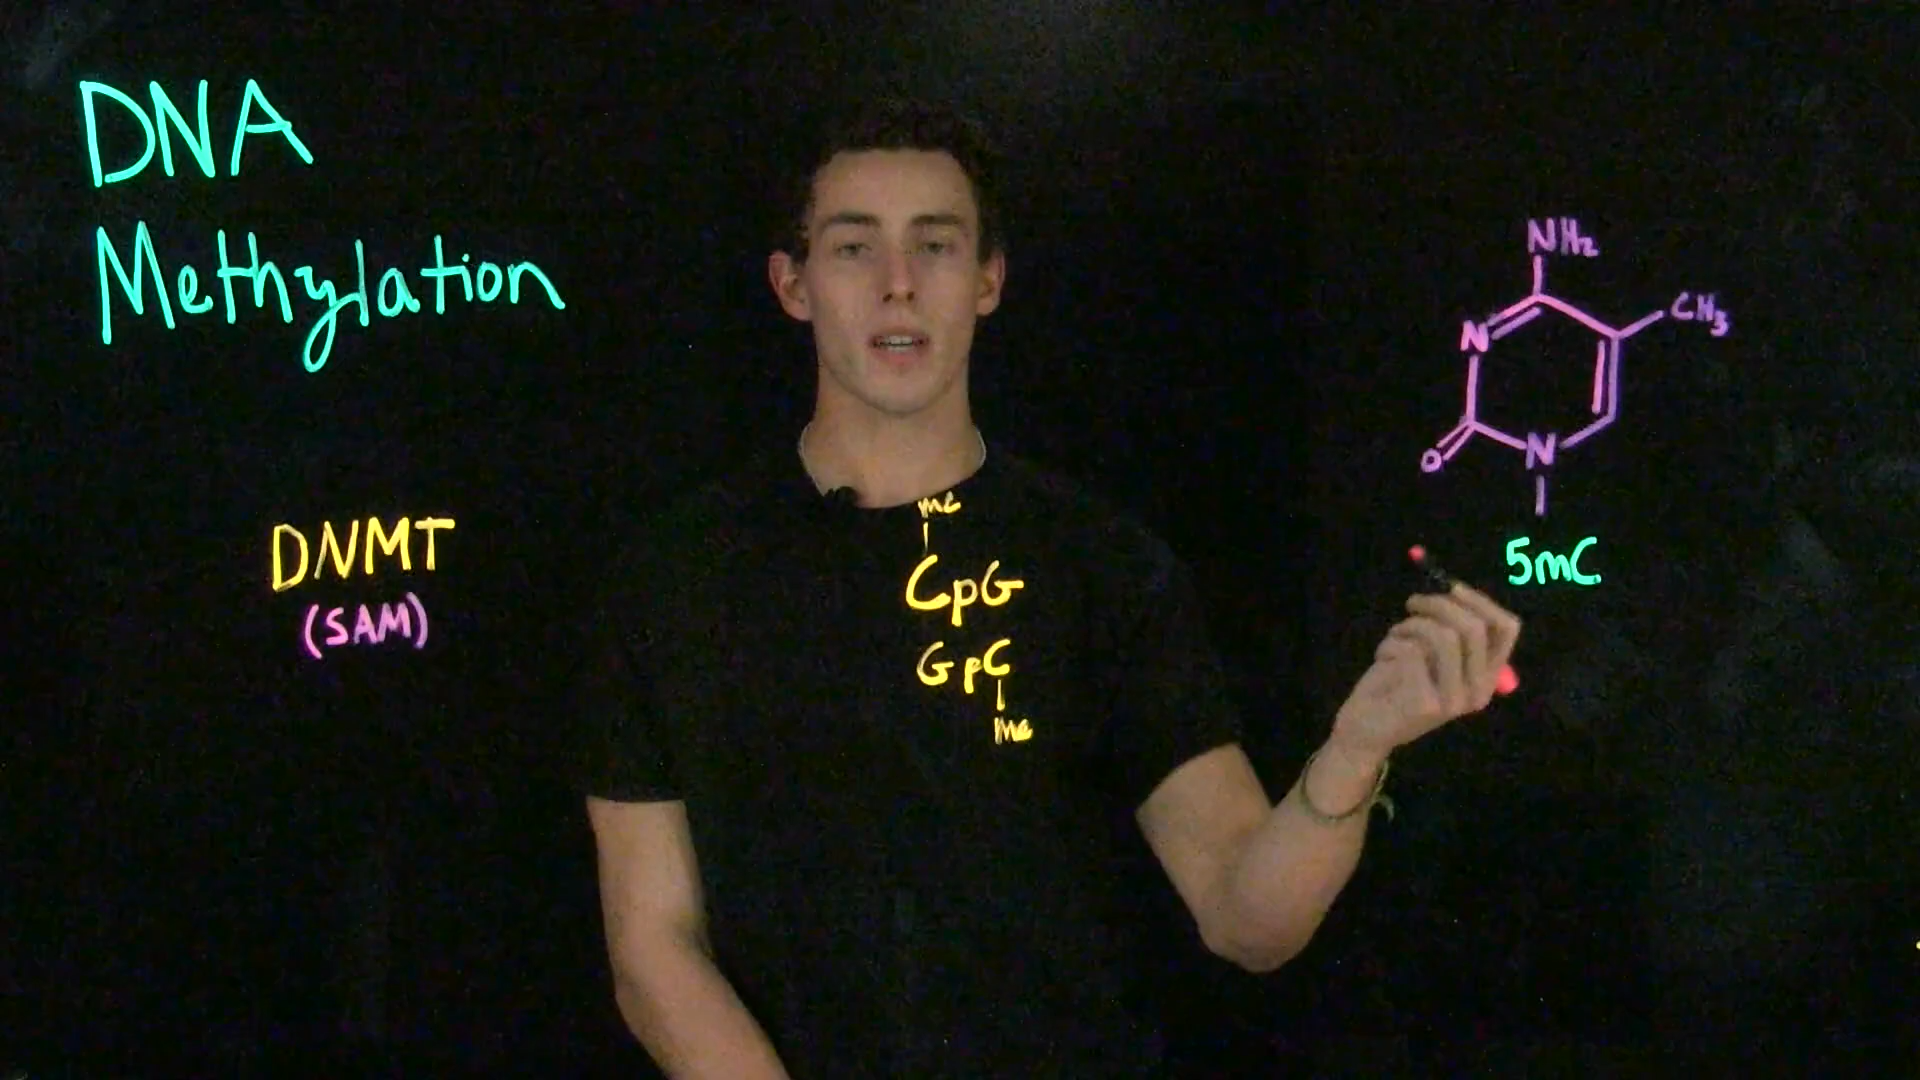 DNA
Methylation
DNMT
(SAM)
me
CpG
GpC
me
NH2
CH3
N
O
N
5mC